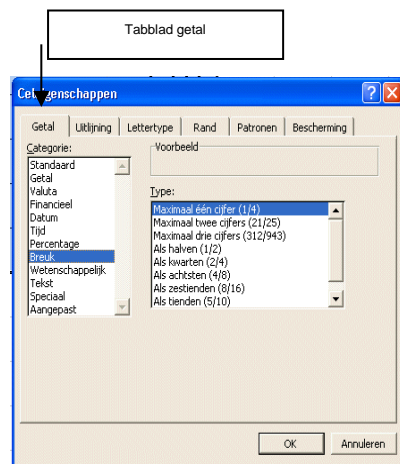 Tabblad getal
Celeigenschappen
Getal
Uitlijning
Lettertype
Rand
Patronen
Bescherming
Categorie:
Standaard
Getal
Valuta
Financieel
Datum
Tijd
Percentage
Breuk
Wetenschappelijk
Tekst
Speciaal
Aangepast
Voorbeeld
Type:
Maximaal één cijfer (1/4)
Maximaal twee cijfers (21/25)
Maximaal drie cijfers (312/943)
Als halven (1/2)
Als kwarten (2/4)
Als achtsten (4/8)
Als zestienden (8/16)
Als tienden (5/10)
OK
Annuleren